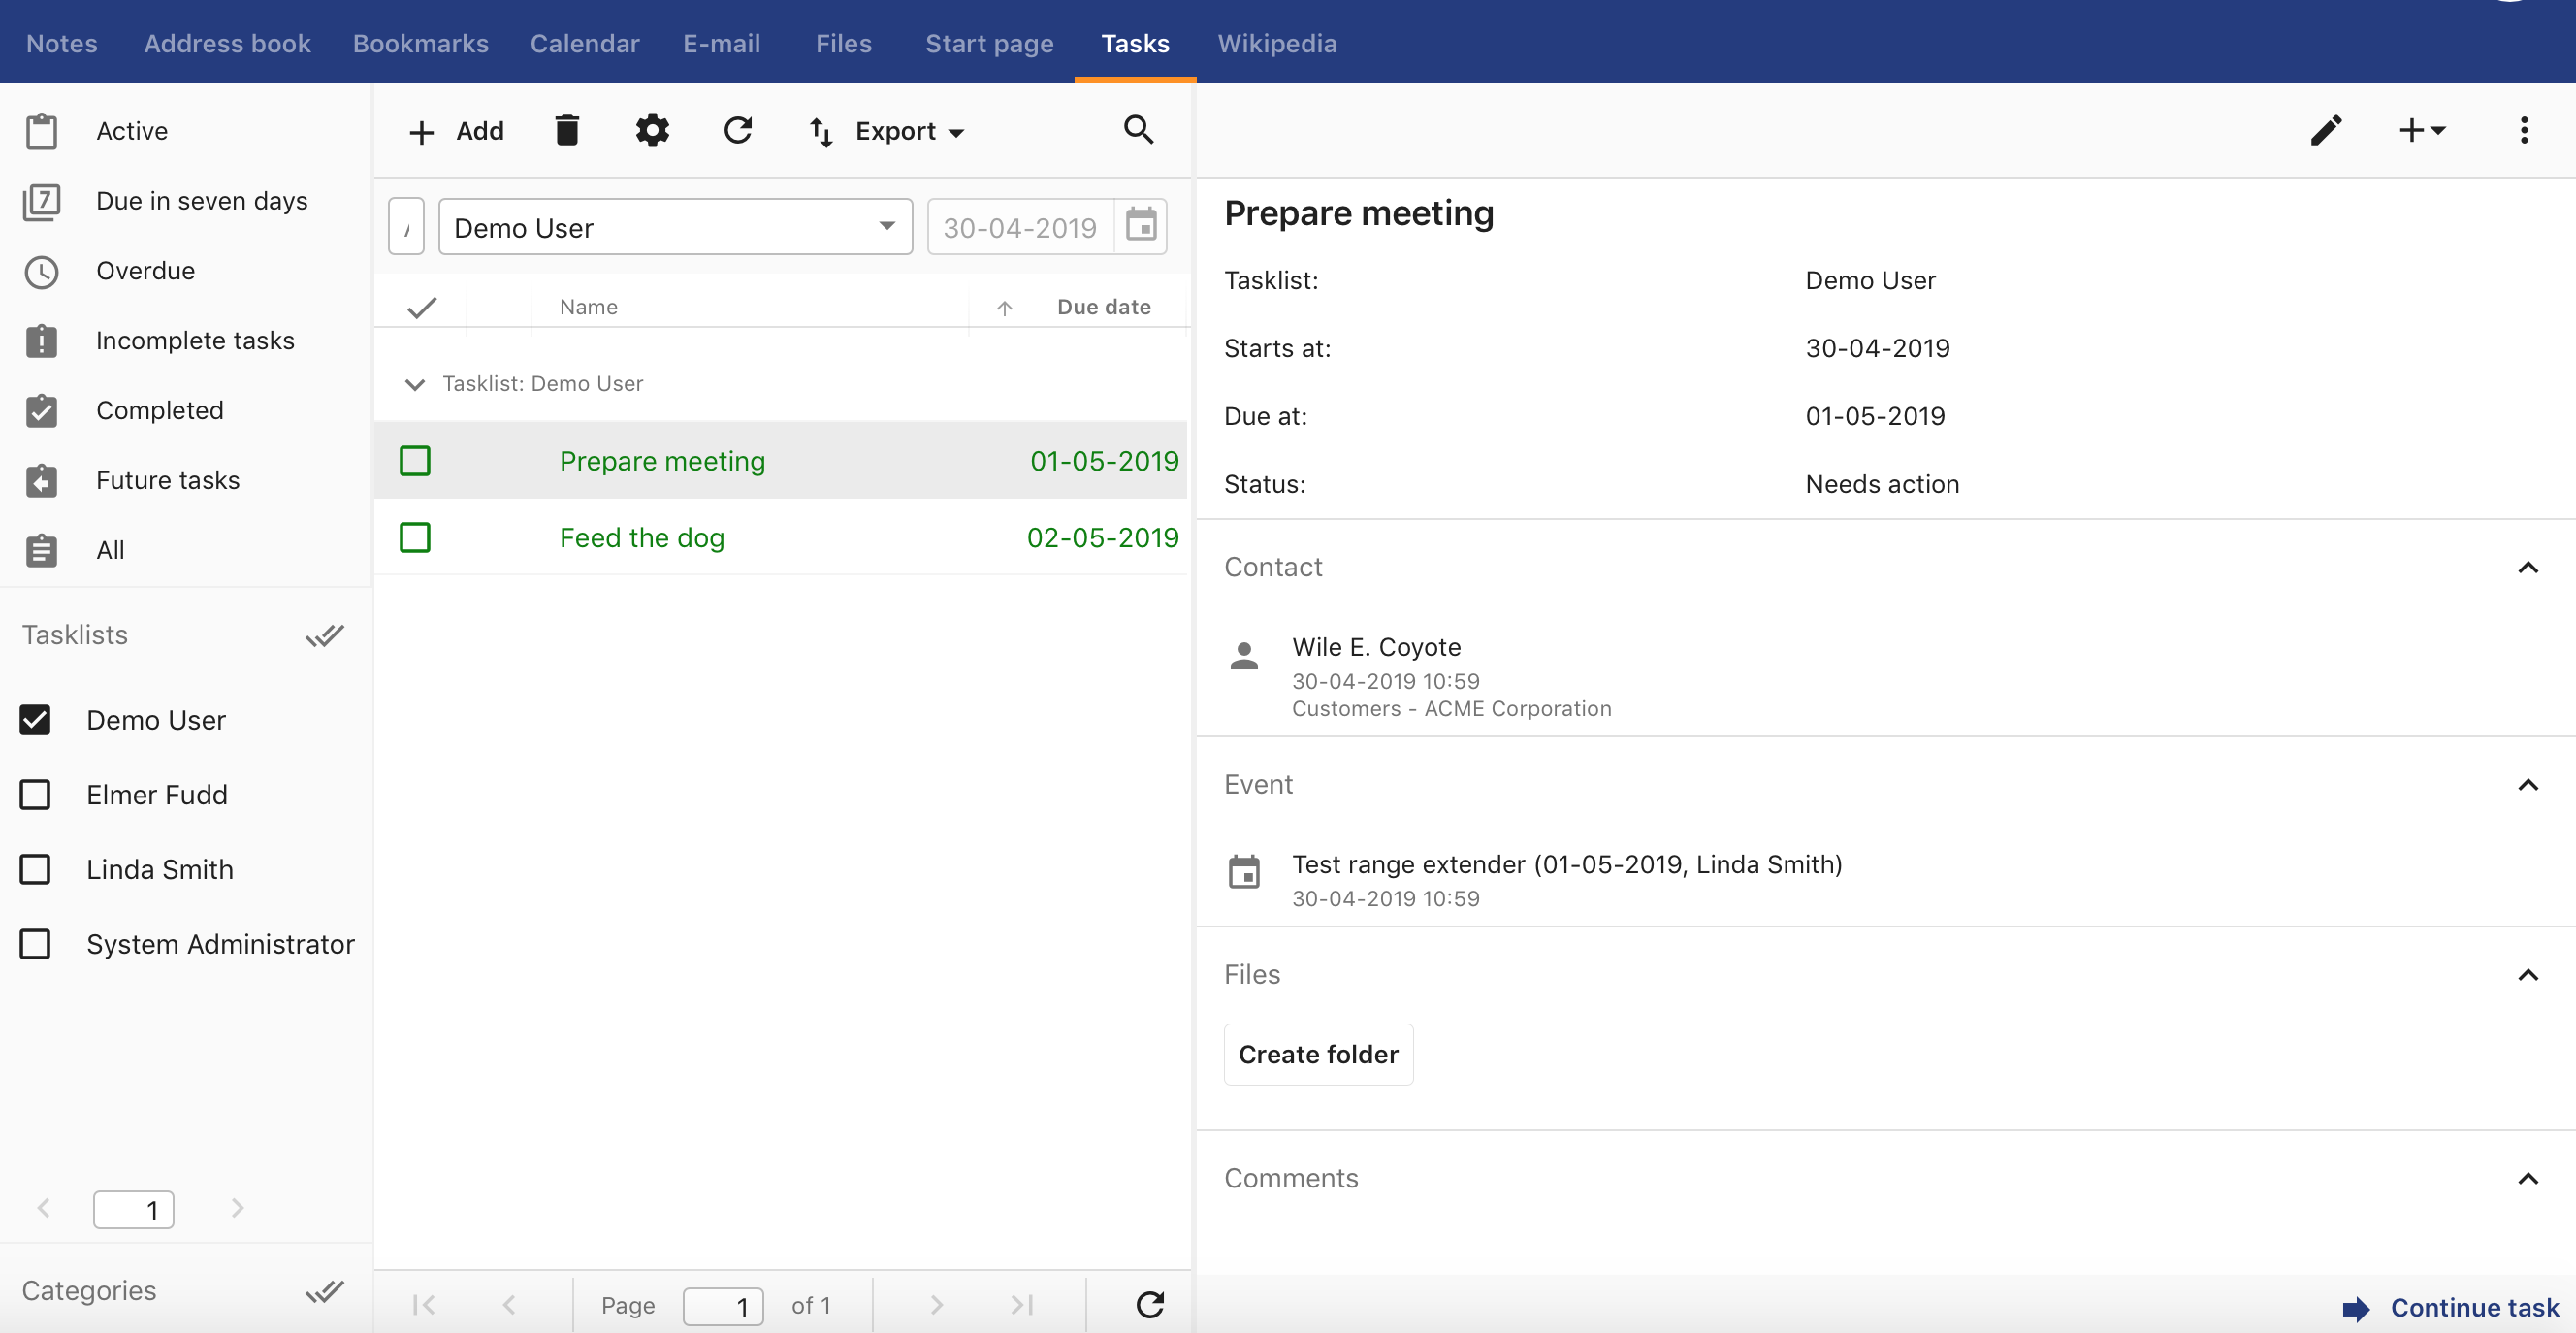 Notes Address book Bookmarks Calendar E-mail Files Start page Tasks Wikipedia
Active
Due in seven days
Overdue
Incomplete tasks
Completed
Future tasks
All
Tasklists
Demo User
Elmer Fudd
Linda Smith
System Administrator
1
Categories
Add Export
Demo User 30-04-2019
Name Due date
Tasklist: Demo User
Prepare meeting 01-05-2019
Feed the dog 02-05-2019
Page 1 of 1
Prepare meeting
Tasklist: Demo User
Starts at: 30-04-2019
Due at: 01-05-2019
Status: Needs action
Contact
Wile E. Coyote
30-04-2019 10:59
Customers - ACME Corporation
Event
Test range extender (01-05-2019, Linda Smith)
30-04-2019 10:59
Files
Create folder
Comments
Continue task